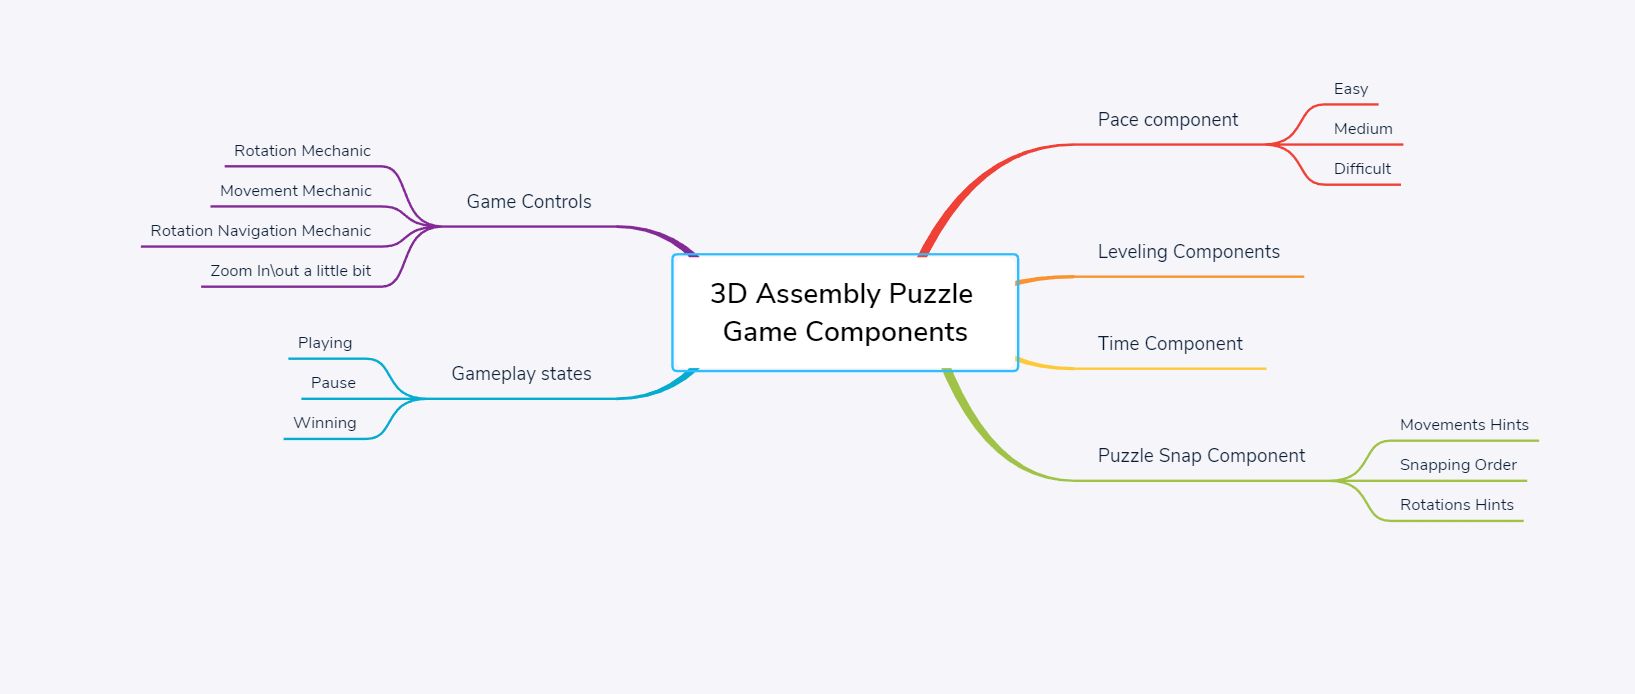 3D Assembly Puzzle
Game Components
Game Controls
Rotation Mechanic
Movement Mechanic
Rotation Navigation Mechanic
Zoom In\out a little bit
Gameplay states
Playing
Pause
Winning
Pace component
Easy
Medium
Difficult
Leveling Components
Time Component
Puzzle Snap Component
Movements Hints
Snapping Order
Rotations Hints